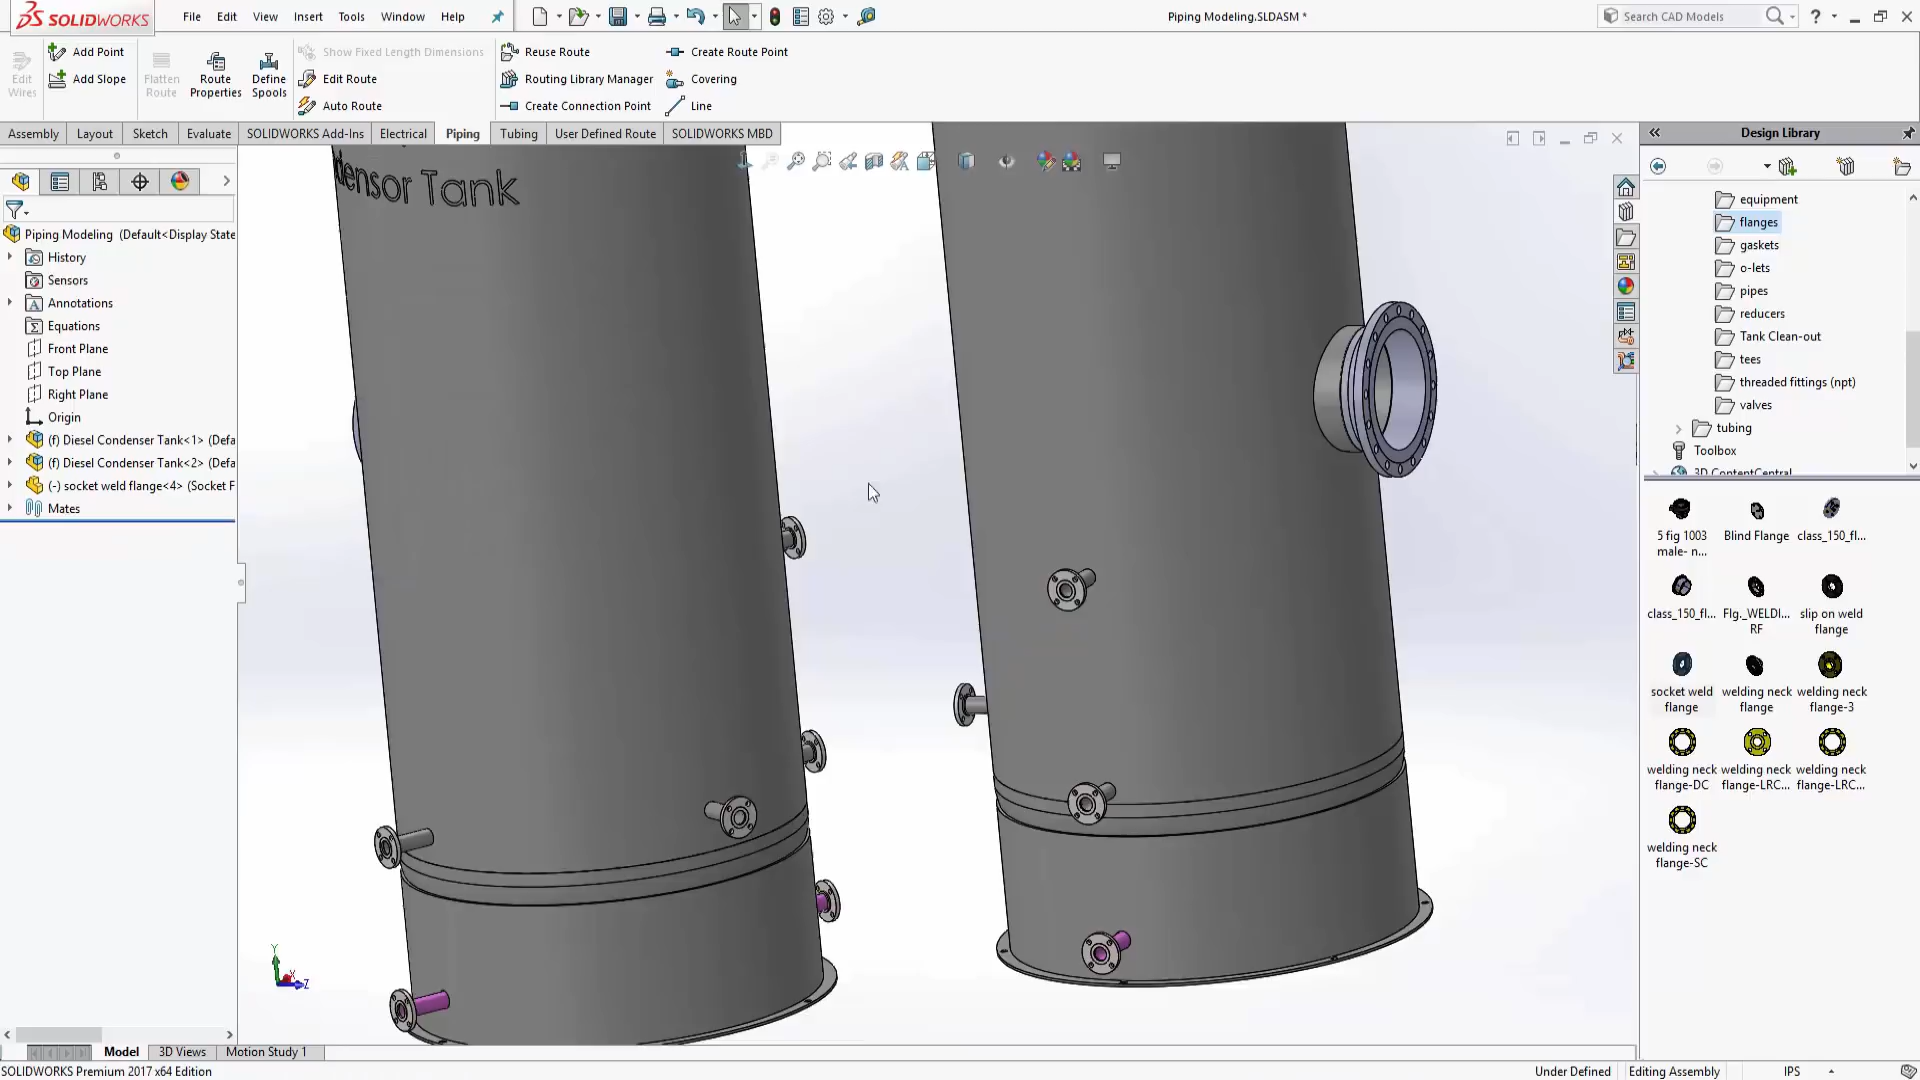 SOLIDWORKS
File Edit View Insert Tools Window Help
Piping Modeling.SLDASM *
Search CAD Models
Edit Wires
Add Point
Add Slope
Flatten Route
Route Properties
Define Spools
Show Fixed Length Dimensions
Edit Route
Auto Route
Reuse Route
Routing Library Manager
Create Connection Point
Create Route Point
Covering
Line
Assembly Layout Sketch Evaluate SOLIDWORKS Add-Ins Electrical Piping Tubing User Defined Route SOLIDWORKS MBD
Piping Modeling (Default<Display State
History
Sensors
Annotations
Equations
Front Plane
Top Plane
Right Plane
Origin
(f) Diesel Condenser Tank<1> (Defa
(f) Diesel Condenser Tank<2> (Defa
(-) socket weld flange<4> (Socket F
Mates
densor Tank
Y
X
Z
Design Library
equipment
flanges
gaskets
o-lets
pipes
reducers
Tank Clean-out
tees
threaded fittings (npt)
valves
tubing
Toolbox
3D ContentCentral
5 fig 1003 male- n...
Blind Flange
class_150_fl...
class_150_fl...
Flg._WELDI... RF
slip on weld flange
socket weld flange
welding neck flange
welding neck flange-3
welding neck flange-DC
welding neck flange-LRC...
welding neck flange-LRC...
welding neck flange-SC
Model 3D Views Motion Study 1
SOLIDWORKS Premium 2017 x64 Edition
Under Defined Editing Assembly IPS